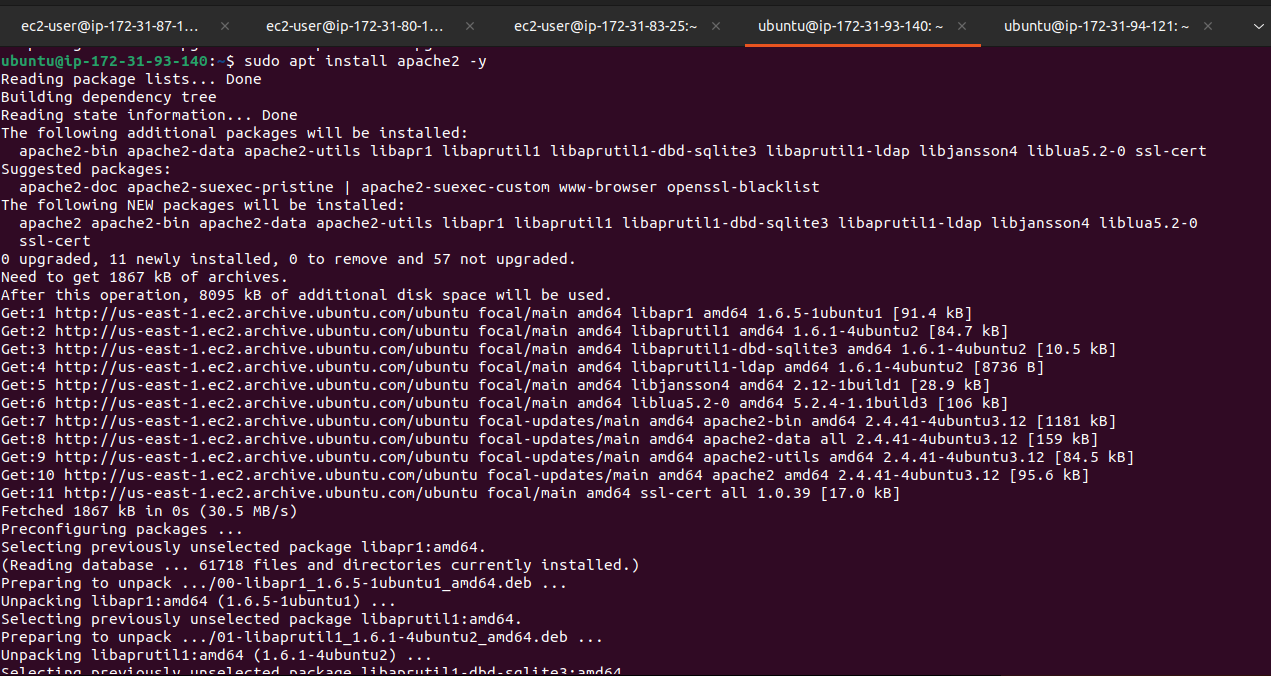 ec2-user@ip-172-31-87-1... × ec2-user@ip-172-31-80-1... × ec2-user@ip-172-31-83-25:~ × ubuntu@ip-172-31-93-140: ~ × ubuntu@ip-172-31-94-121: ~ ×
ubuntu@ip-172-31-93-140:~$ sudo apt install apache2 -y
Reading package lists... Done
Building dependency tree
Reading state information... Done
The following additional packages will be installed:
  apache2-bin apache2-data apache2-utils libapr1 libaprutil1 libaprutil1-dbd-sqlite3 libaprutil1-ldap libjansson4 liblua5.2-0 ssl-cert
Suggested packages:
  apache2-doc apache2-suexec-pristine | apache2-suexec-custom www-browser openssl-blacklist
The following NEW packages will be installed:
  apache2 apache2-bin apache2-data apache2-utils libapr1 libaprutil1 libaprutil1-dbd-sqlite3 libaprutil1-ldap libjansson4 liblua5.2-0
  ssl-cert
0 upgraded, 11 newly installed, 0 to remove and 57 not upgraded.
Need to get 1867 kB of archives.
After this operation, 8095 kB of additional disk space will be used.
Get:1 http://us-east-1.ec2.archive.ubuntu.com/ubuntu focal/main amd64 libapr1 amd64 1.6.5-1ubuntu1 [91.4 kB]
Get:2 http://us-east-1.ec2.archive.ubuntu.com/ubuntu focal/main amd64 libaprutil1 amd64 1.6.1-4ubuntu2 [84.7 kB]
Get:3 http://us-east-1.ec2.archive.ubuntu.com/ubuntu focal/main amd64 libaprutil1-dbd-sqlite3 amd64 1.6.1-4ubuntu2 [10.5 kB]
Get:4 http://us-east-1.ec2.archive.ubuntu.com/ubuntu focal/main amd64 libaprutil1-ldap amd64 1.6.1-4ubuntu2 [8736 B]
Get:5 http://us-east-1.ec2.archive.ubuntu.com/ubuntu focal/main amd64 libjansson4 amd64 2.12-1build1 [28.9 kB]
Get:6 http://us-east-1.ec2.archive.ubuntu.com/ubuntu focal/main amd64 liblua5.2-0 amd64 5.2.4-1.1build3 [106 kB]
Get:7 http://us-east-1.ec2.archive.ubuntu.com/ubuntu focal-updates/main amd64 apache2-bin amd64 2.4.41-4ubuntu3.12 [1181 kB]
Get:8 http://us-east-1.ec2.archive.ubuntu.com/ubuntu focal-updates/main amd64 apache2-data all 2.4.41-4ubuntu3.12 [159 kB]
Get:9 http://us-east-1.ec2.archive.ubuntu.com/ubuntu focal-updates/main amd64 apache2-utils amd64 2.4.41-4ubuntu3.12 [84.5 kB]
Get:10 http://us-east-1.ec2.archive.ubuntu.com/ubuntu focal-updates/main amd64 apache2 amd64 2.4.41-4ubuntu3.12 [95.6 kB]
Get:11 http://us-east-1.ec2.archive.ubuntu.com/ubuntu focal/main amd64 ssl-cert all 1.0.39 [17.0 kB]
Fetched 1867 kB in 0s (30.5 MB/s)
Preconfiguring packages ...
Selecting previously unselected package libapr1:amd64.
(Reading database ... 61718 files and directories currently installed.)
Preparing to unpack .../00-libapr1_1.6.5-1ubuntu1_amd64.deb ...
Unpacking libapr1:amd64 (1.6.5-1ubuntu1) ...
Selecting previously unselected package libaprutil1:amd64.
Preparing to unpack .../01-libaprutil1_1.6.1-4ubuntu2_amd64.deb ...
Unpacking libaprutil1:amd64 (1.6.1-4ubuntu2) ...
Selecting previously unselected package libaprutil1-dbd-sqlite3:amd64.